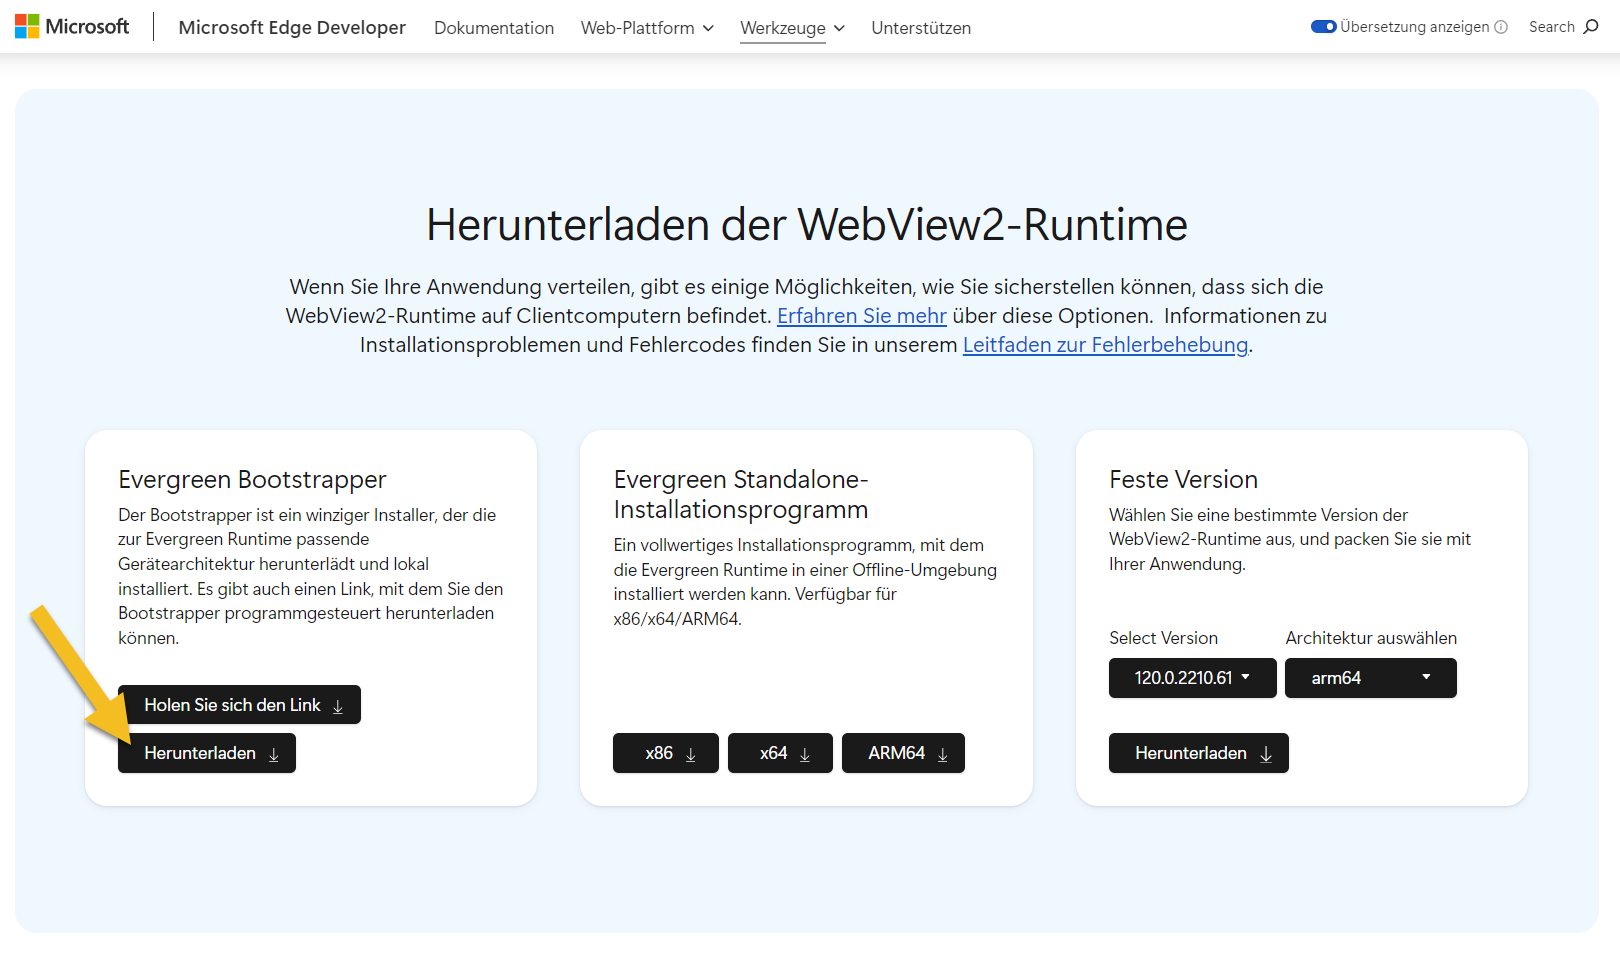 Microsoft
Microsoft Edge Developer
Dokumentation
Web-Plattform
Werkzeuge
Unterstützen
Übersetzung anzeigen
Search
Herunterladen der WebView2-Runtime
Wenn Sie Ihre Anwendung verteilen, gibt es einige Möglichkeiten, wie Sie sicherstellen können, dass sich die
WebView2-Runtime auf Clientcomputern befindet. Erfahren Sie mehr über diese Optionen. Informationen zu
Installationsproblemen und Fehlercodes finden Sie in unserem Leitfaden zur Fehlerbehebung.
Evergreen Bootstrapper
Der Bootstrapper ist ein winziger Installer, der die
zur Evergreen Runtime passende
Gerätearchitektur herunterlädt und lokal
installiert. Es gibt auch einen Link, mit dem Sie den
Bootstrapper programmgesteuert herunterladen
können.
Holen Sie sich den Link
Herunterladen
Evergreen Standalone-
Installationsprogramm
Ein vollwertiges Installationsprogramm, mit dem
die Evergreen Runtime in einer Offline-Umgebung
installiert werden kann. Verfügbar für
x86/x64/ARM64.
x86
x64
ARM64
Feste Version
Wählen Sie eine bestimmte Version der
WebView2-Runtime aus, und packen Sie sie mit
Ihrer Anwendung.
Select Version
Architektur auswählen
120.0.2210.61
arm64
Herunterladen